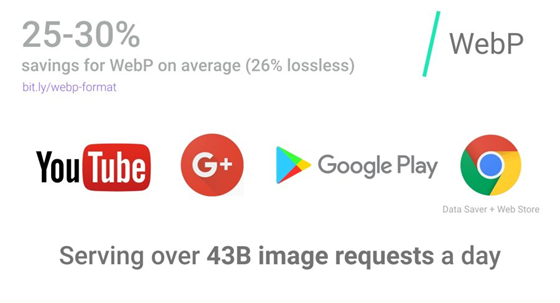 25-30%
savings for WebP on average (26% lossless)
bit.ly/webp-format
WebP
YouTube
G+
Google Play
Data Saver + Web Store
Serving over 43B image requests a day